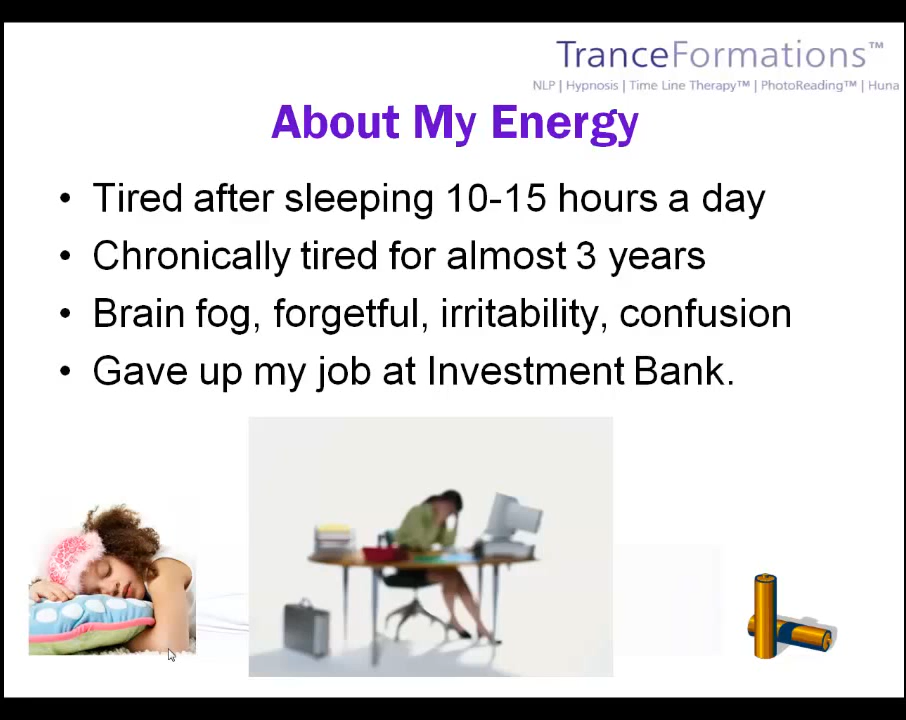 TranceFormations™
NLP | Hypnosis | Time Line Therapy™ | PhotoReading™ | Huna
About My Energy
• Tired after sleeping 10-15 hours a day
• Chronically tired for almost 3 years
• Brain fog, forgetful, irritability, confusion
• Gave up my job at Investment Bank.